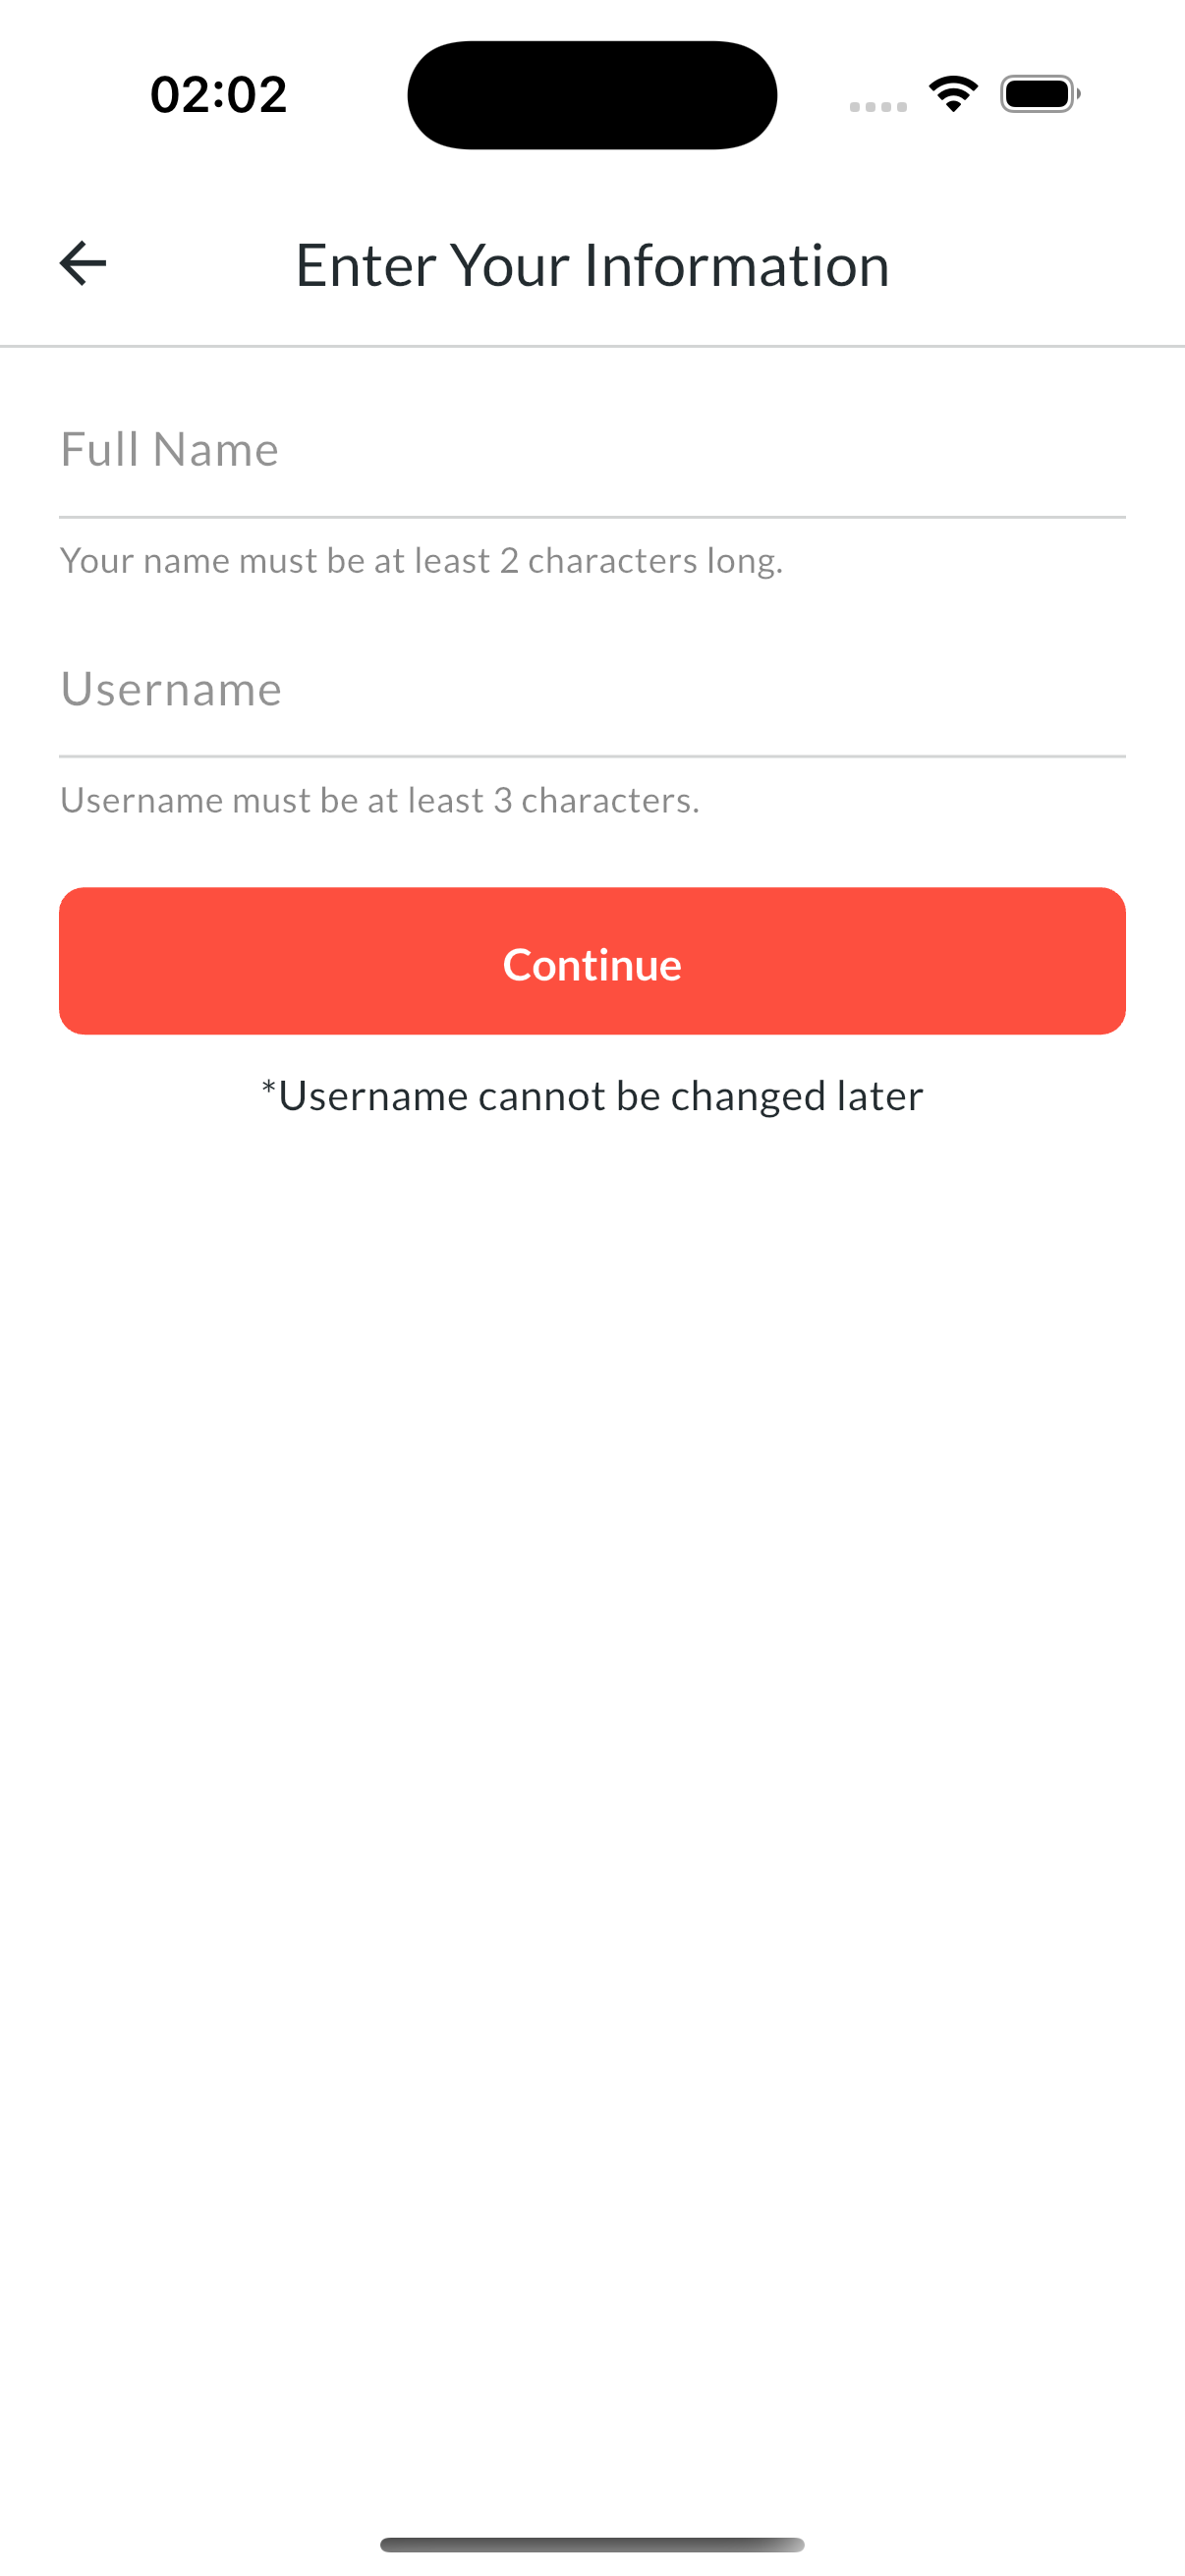 02:02
Enter Your Information
Full Name
Your name must be at least 2 characters long.
Username
Username must be at least 3 characters.
Continue
*Username cannot be changed later